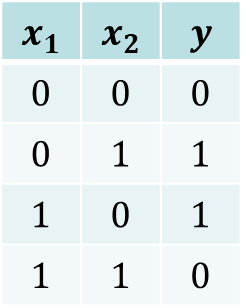 x₁ x₂ y
0 0 0
0 1 1
1 0 1
1 1 0